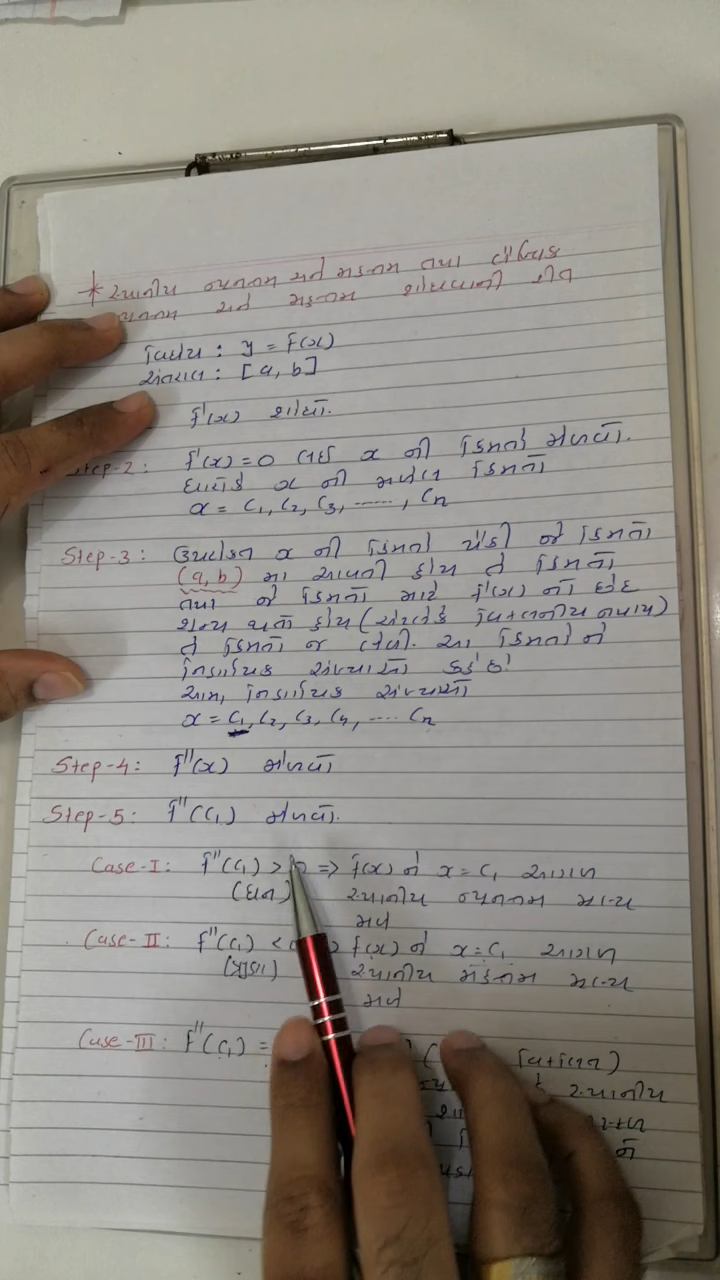 * સ્થાનીય ન્યૂનતમ અને મહત્તમ તથા વૈશ્વિક
ન્યૂનતમ અને મહત્તમ શોધવાની રીત
વિધેય : y = f(x)
અંતરાલ : [a, b]
f'(x) શોધો.
Step-2 : f'(x) = 0 લઈ x ની કિંમતો મેળવો.
ધારોકે x ની મળેલ કિંમતો
x = c₁, c₂, c₃, ......, cₙ
Step-3 : ઉપરોક્ત x ની કિંમતો પૈકી જે કિંમતો
(a, b) માં આવતી હોય તે કિંમતો
તથા જે કિંમતો માટે f'(x) નો છેદ
શૂન્ય થતો હોય (
તે કિંમતો જ લેવી. આ કિંમતો ને
નિર્ણાયક સંખ્યાઓ કહે છે.
આમ, નિર્ણાયક સંખ્યાઓ
x = c₁, c₂, c₃, c₄, .... cₙ
Step-4 : f''(x) મેળવો
Step-5 : f''(c₁) મેળવો.
Case-I : f''(c₁) > 0 => f(x) ને x = c₁ આગળ
(ધન) સ્થાનીય ન્યૂનતમ મૂલ્ય
મળે
Case-II : f''(c₁) < f(x) ને x = c₁ આગળ
(ઋણ) સ્થાનીય મહત્તમ મૂલ્ય
મળે
Case-III : f''(c₁) =
સ્થાનીય